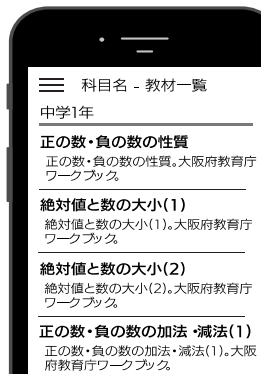 科目名 - 教材一覧
中学1年
正の数・負の数の性質
正の数・負の数の性質。大阪府教育庁
ワークブック。
絶対値と数の大小(1)
絶対値と数の大小(1)。大阪府教育庁
ワークブック。
絶対値と数の大小(2)
絶対値と数の大小(2)。大阪府教育庁
ワークブック。
正の数・負の数の加法・減法(1)
正の数・負の数の加法・減法(1)。大阪
府教育庁ワークブック。